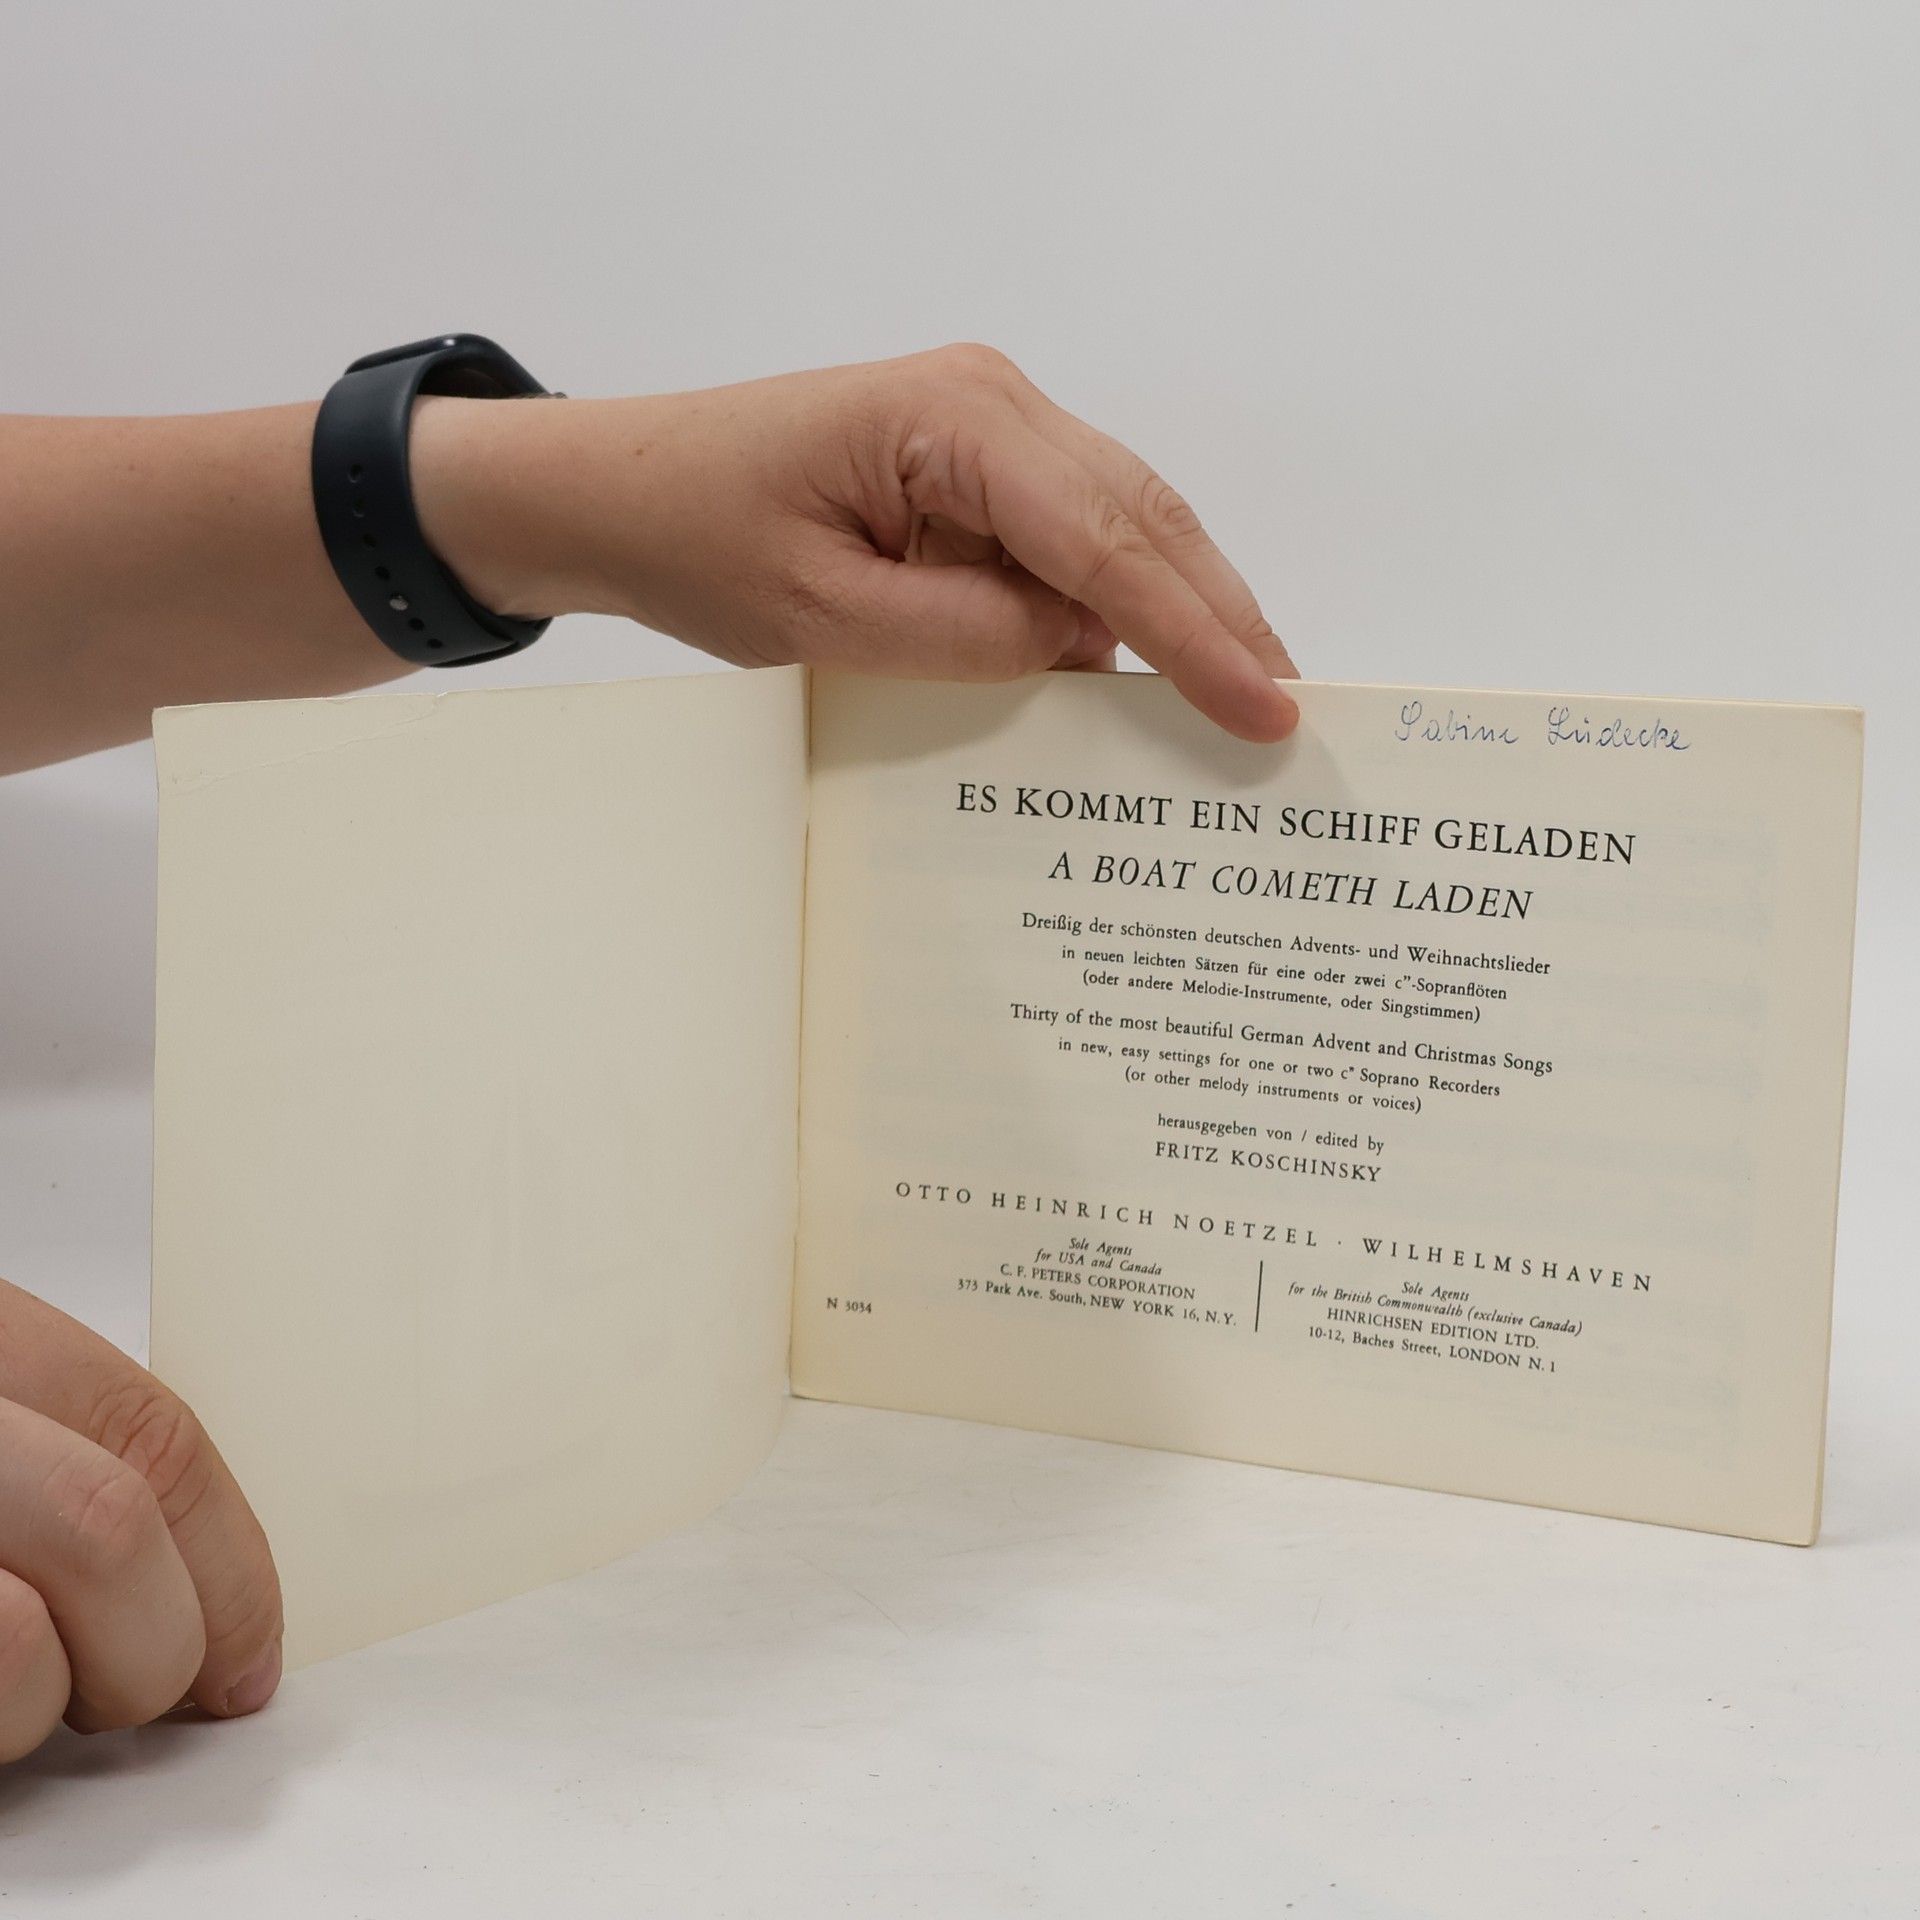 Sabine Lüdecke
ES KOMMT EIN SCHIFF GELADEN
A BOAT COMETH LADEN
Dreißig der schönsten deutschen Advents- und Weihnachtslieder
in neuen leichten Sätzen für eine oder zwei c”-Sopranflöten
(oder andere Melodie-Instrumente, oder Singstimmen)
Thirty of the most beautiful German Advent and Christmas Songs
in new, easy settings for one or two c" Soprano Recorders
(or other melody instruments or voices)
herausgegeben von / edited by
FRITZ KOSCHINSKY
OTTO HEINRICH NOETZEL · WILHELMSHAVEN
Sole Agents
for USA and Canada
C. F. PETERS CORPORATION
373 Park Ave. South, NEW YORK 16, N. Y.
Sole Agents
for the British Commonwealth (exclusive Canada)
HINRICHSEN EDITION LTD.
10-12, Baches Street, LONDON N. 1
N 3034